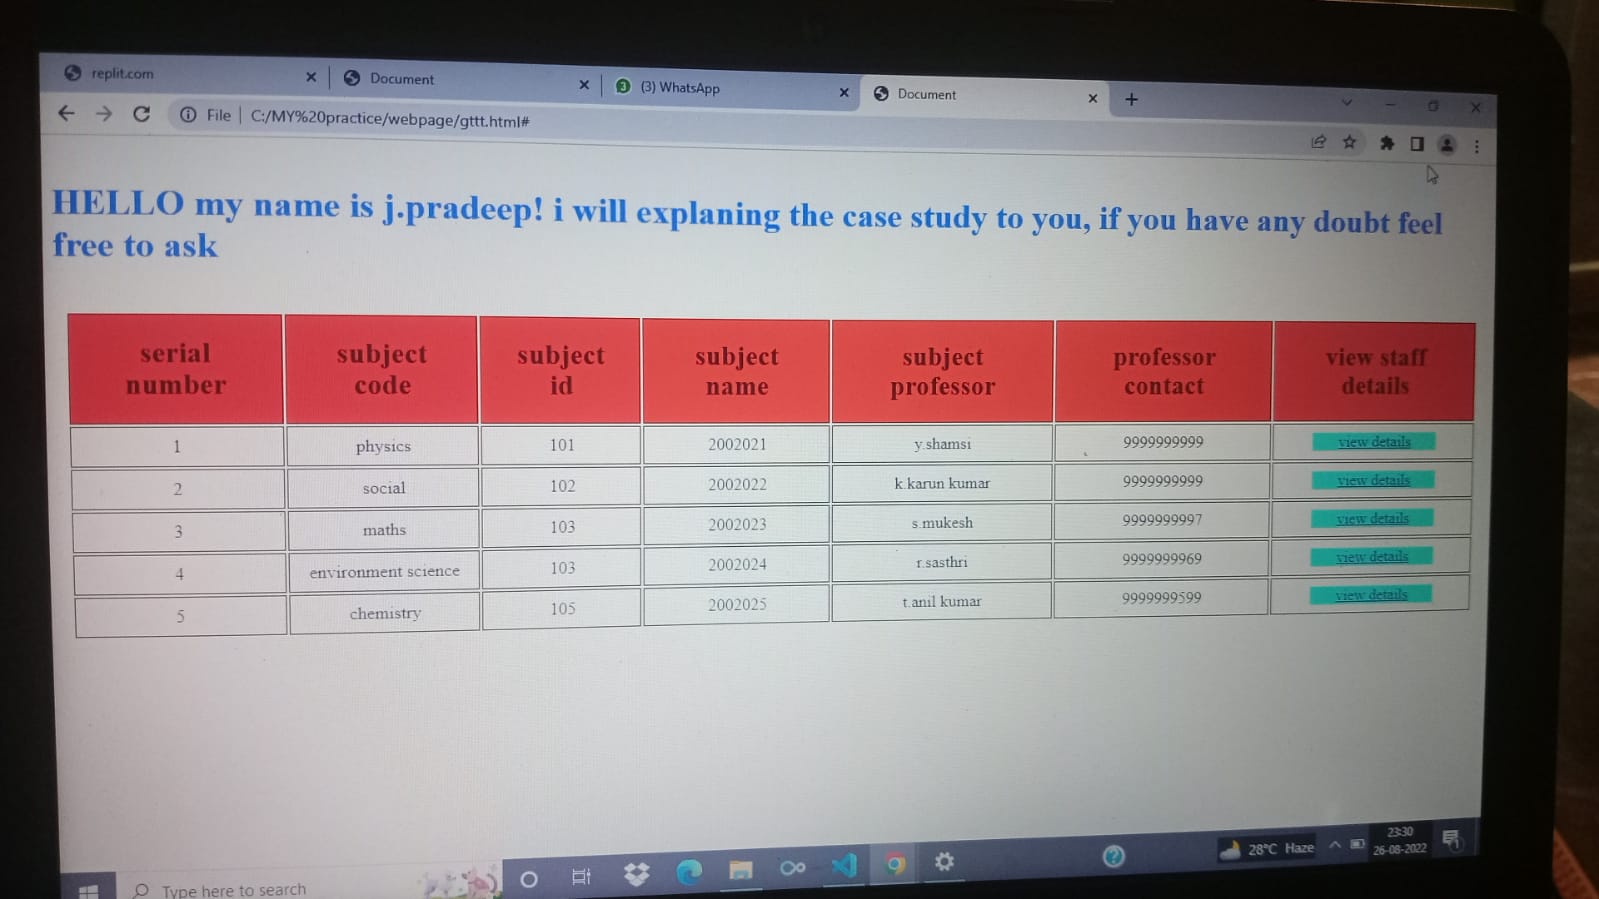 replit.com
Document
(3) WhatsApp
Document
File | C:/MY%20practice/webpage/gttt.html#
HELLO my name is j.pradeep! i will explaning the case study to you, if you have any doubt feel
free to ask
serial number subject code subject id subject name subject professor professor contact view staff details
1 physics 101 2002021 y.shamsi 9999999999 view details
2 social 102 2002022 k.karun kumar 9999999999 view details
3 maths 103 2002023 s.mukesh 9999999997 view details
4 environment science 103 2002024 r.sasthri 9999999969 view details
5 chemistry 105 2002025 t.anil kumar 9999999599 view details
Type here to search
28°C Haze
23:30
26-08-2022